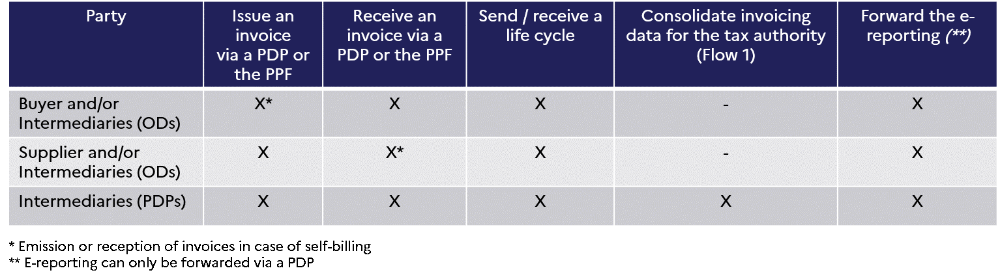 Party
Issue an
invoice
via a PDP or
the PPF
Receive an
invoice via a
PDP or the PPF
Send / receive a
life cycle
Consolidate invoicing
data for the tax authority
(Flow 1)
Forward the e-
reporting (**)
Buyer and/or
Intermediaries (ODs)
X*
X
X
-
X
Supplier and/or
Intermediaries (ODs)
X
X*
X
-
X
Intermediaries (PDPs)
X
X
X
X
X
* Emission or reception of invoices in case of self-billing
** E-reporting can only be forwarded via a PDP